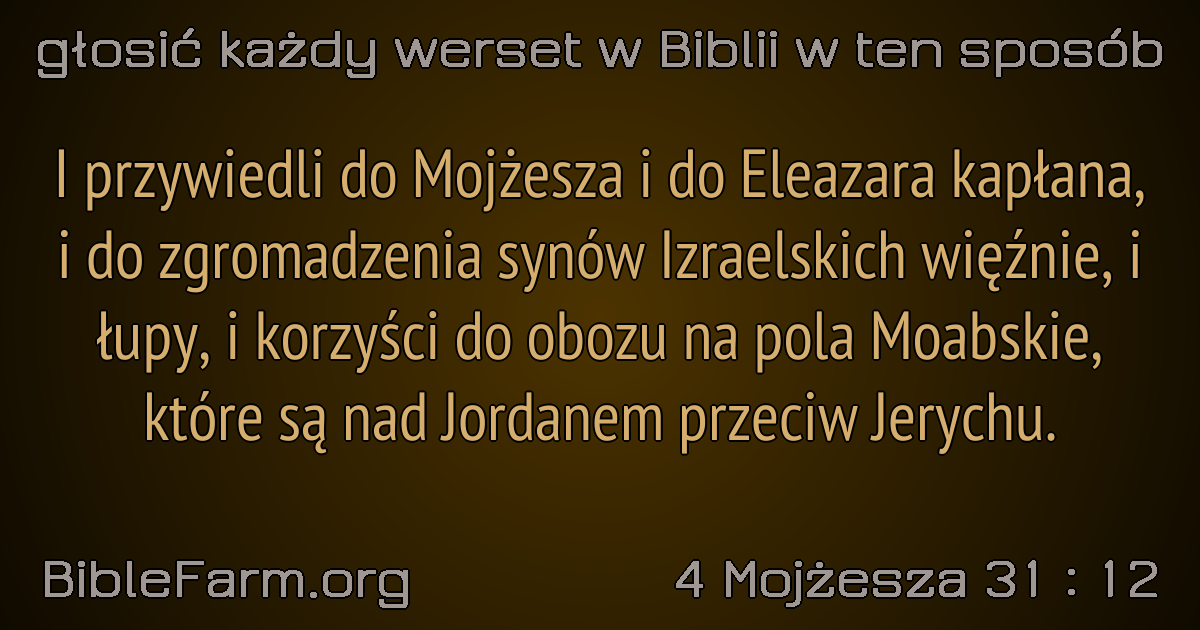 głosić każdy werset w Biblii w ten sposób
I przywiedli do Mojżesza i do Eleazara kapłana,
i do zgromadzenia synów Izraelskich więźnie, i
łupy, i korzyści do obozu na pola Moabskie,
które są nad Jordanem przeciw Jerychu.
BibleFarm.org
4 Mojżesza 31 : 12